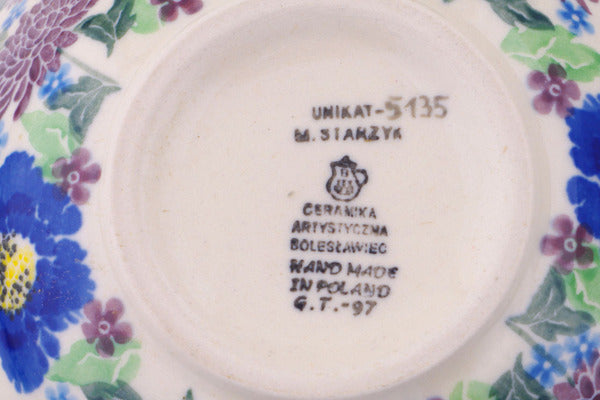 UNIKAT-5135
M. STARZYK
CERAMIKA
ARTYSTYCZNA
BOLESŁAWIEC
HAND MADE
IN POLAND
G.T.-97